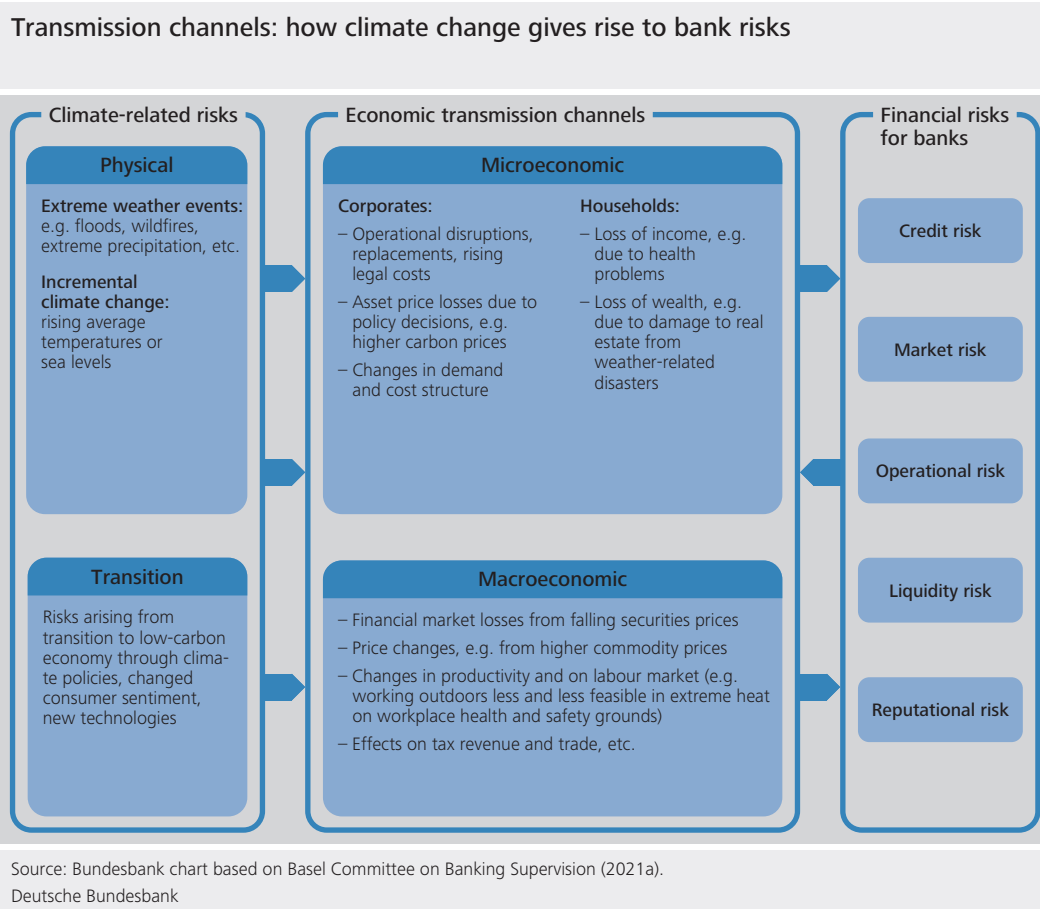 Transmission channels: how climate change gives rise to bank risks
Climate-related risks
Physical
Extreme weather events:
e.g. floods, wildfires,
extreme precipitation, etc.
Incremental
climate change:
rising average
temperatures or
sea levels
Transition
Risks arising from
transition to low-carbon
economy through clima-
te policies, changed
consumer sentiment,
new technologies
Economic transmission channels
Microeconomic
Corporates:
– Operational disruptions,
replacements, rising
legal costs
– Asset price losses due to
policy decisions, e.g.
higher carbon prices
– Changes in demand
and cost structure
Households:
– Loss of income, e.g.
due to health
problems
– Loss of wealth, e.g.
due to damage to real
estate from
weather-related
disasters
Macroeconomic
– Financial market losses from falling securities prices
– Price changes, e.g. from higher commodity prices
– Changes in productivity and on labour market (e.g.
working outdoors less and less feasible in extreme heat
on workplace health and safety grounds)
– Effects on tax revenue and trade, etc.
Financial risks
for banks
Credit risk
Market risk
Operational risk
Liquidity risk
Reputational risk
Source: Bundesbank chart based on Basel Committee on Banking Supervision (2021a).
Deutsche Bundesbank